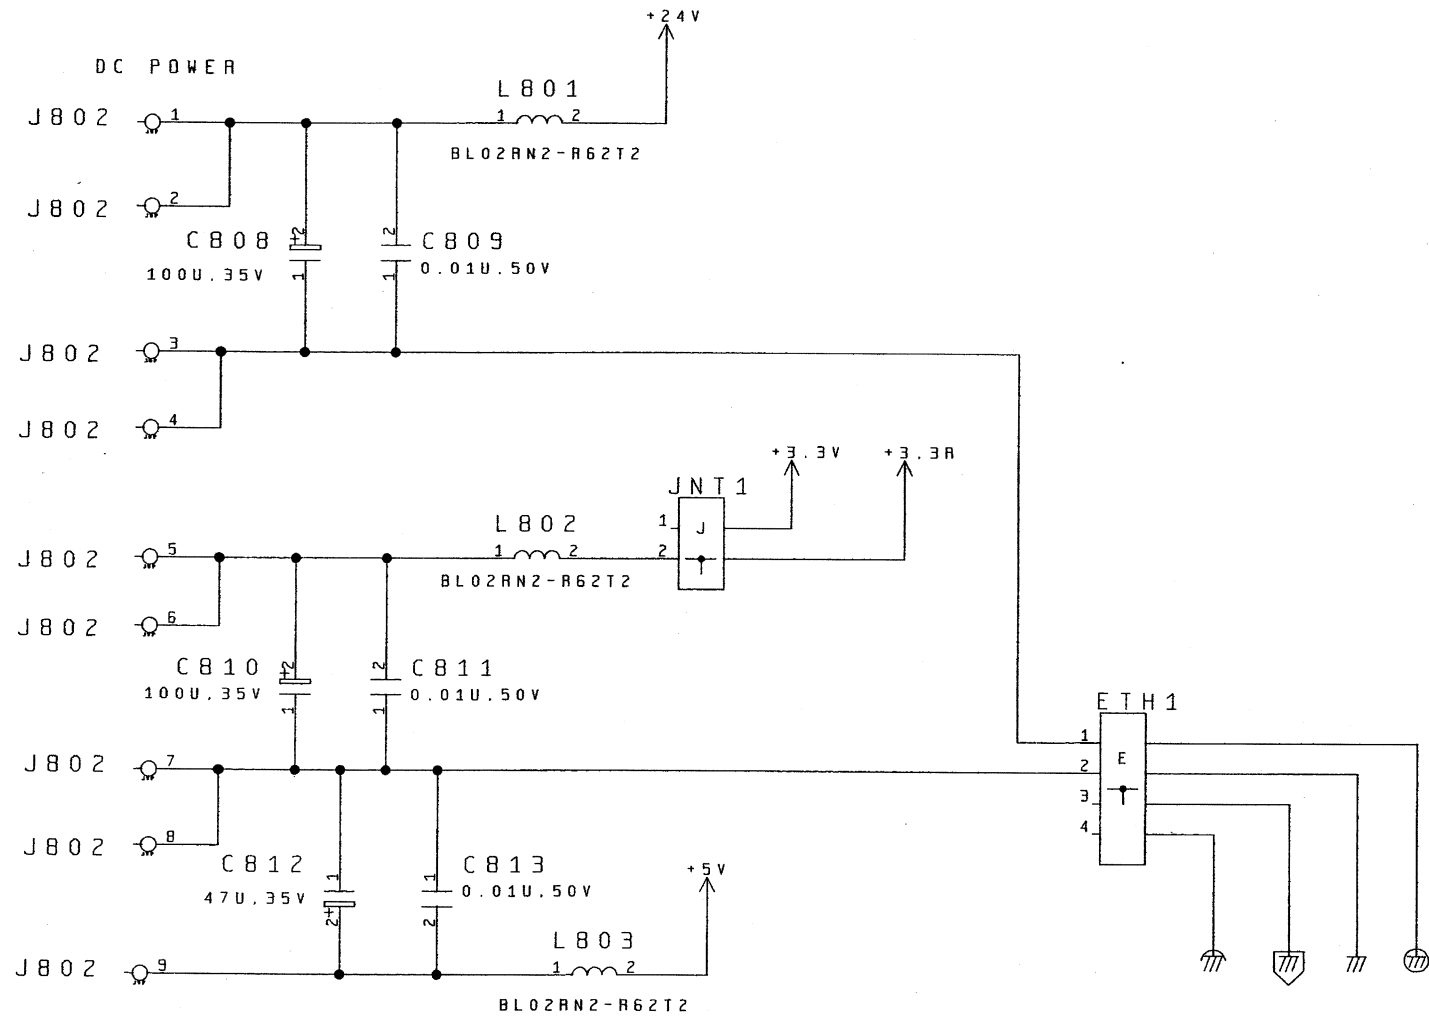 +24V
DC POWER
L801
J802 1
1 2
BL02RN2-R62T2
J802 2
C808 +2
2 C809
100U.35V 1
1 0.01U.50V
J802 3
J802 4
+3.3V +3.3R
JNT1
L802
1 J
J802 5
1 2
2
BL02RN2-R62T2
J802 6
C810 +2
2 C811
100U.35V 1
1 0.01U.50V
ETH1
1
J802 7
2 E
3
4
J802 8
C812 1
1 C813
47U.35V 2+
2 0.01U.50V
+5V
L803
J802 9
1 2
BL02RN2-R62T2